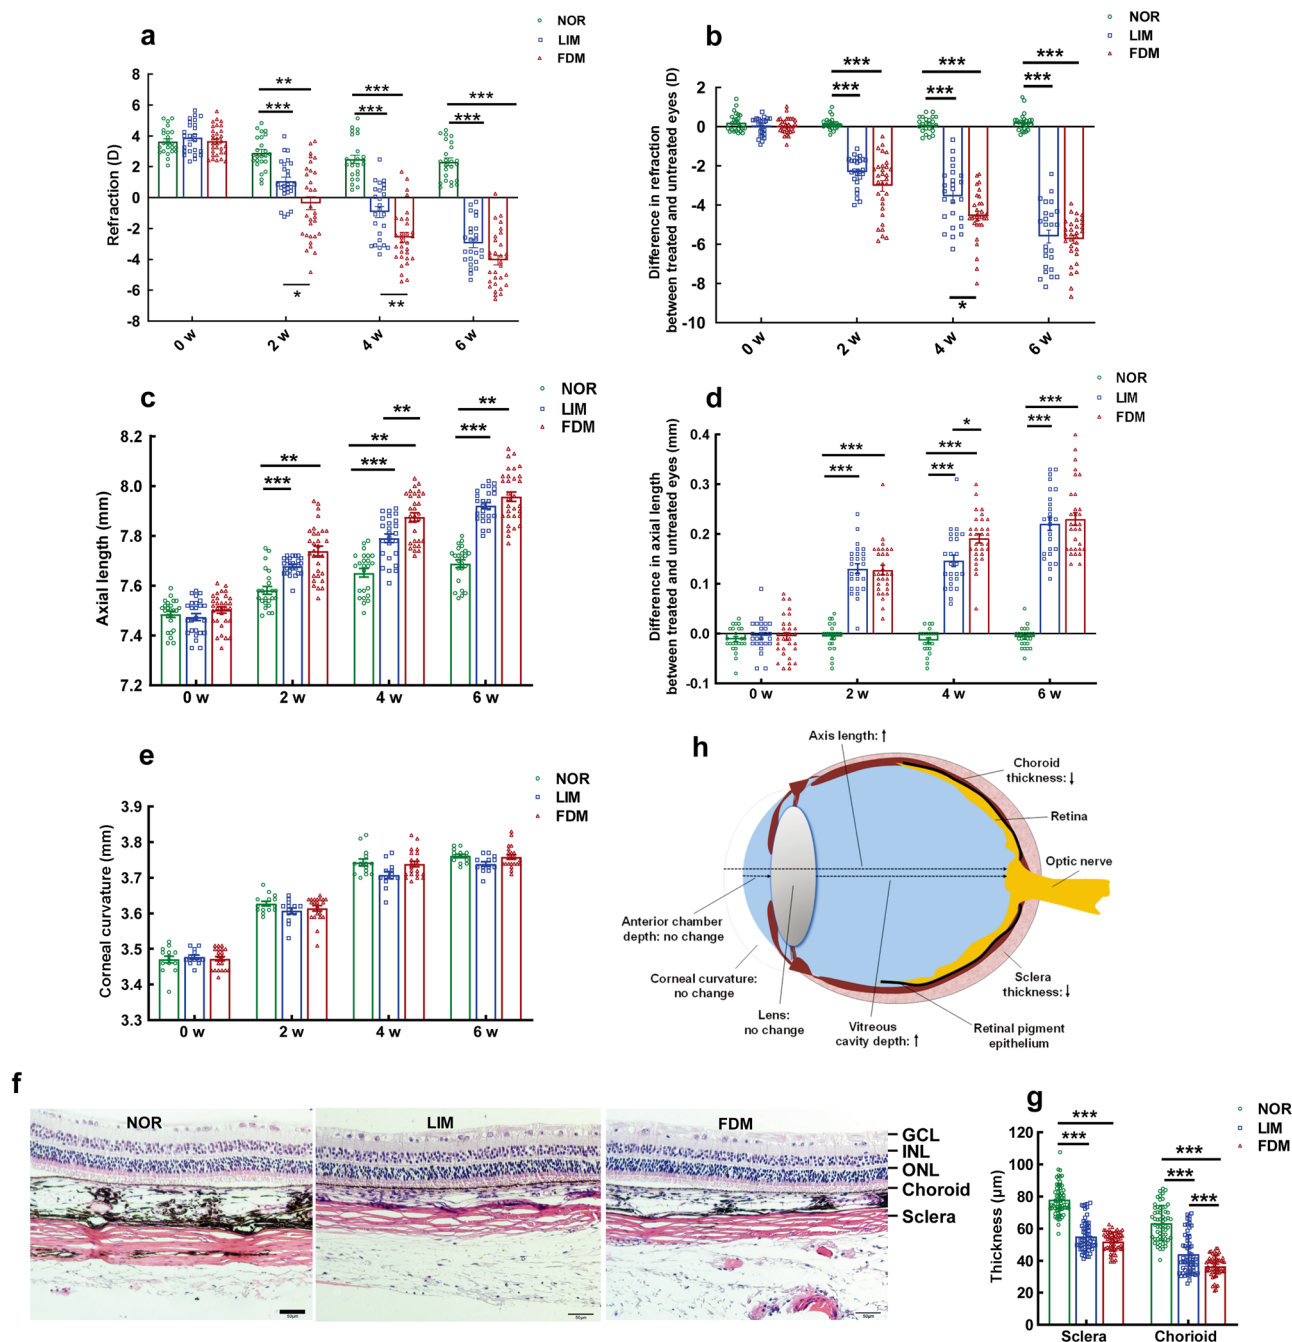 a
NOR
LIM
FDM
Refraction (D)
8
6
4
2
0
-2
-4
-6
-8
**
***
***
***
***
***
*
**
0 w
2 w
4 w
6 w
b
NOR
LIM
FDM
Difference in refraction
between treated and untreated eyes (D)
2
0
-2
-4
-6
-8
-10
***
***
***
***
***
***
*
0 w
2 w
4 w
6 w
c
NOR
LIM
FDM
Axial length (mm)
8.2
8.0
7.8
7.6
7.4
7.2
**
***
**
**
***
**
***
0 w
2 w
4 w
6 w
d
NOR
LIM
FDM
Difference in axial length
between treated and untreated eyes (mm)
0.4
0.3
0.2
0.1
0.0
-0.1
***
***
*
***
***
***
***
0 w
2 w
4 w
6 w
e
NOR
LIM
FDM
Corneal curvature (mm)
3.9
3.8
3.7
3.6
3.5
3.4
3.3
0 w
2 w
4 w
6 w
h
Axis length: ↑
Choroid
thickness: ↓
Retina
Optic nerve
Anterior chamber
depth: no change
Corneal curvature:
no change
Lens:
no change
Vitreous
cavity depth: ↑
Retinal pigment
epithelium
Sclera
thickness: ↓
f
NOR
LIM
FDM
GCL
INL
ONL
Choroid
Sclera
50μm
50μm
50μm
g
NOR
LIM
FDM
Thickness (μm)
120
100
80
60
40
20
0
***
***
***
***
***
Sclera
Chorioid